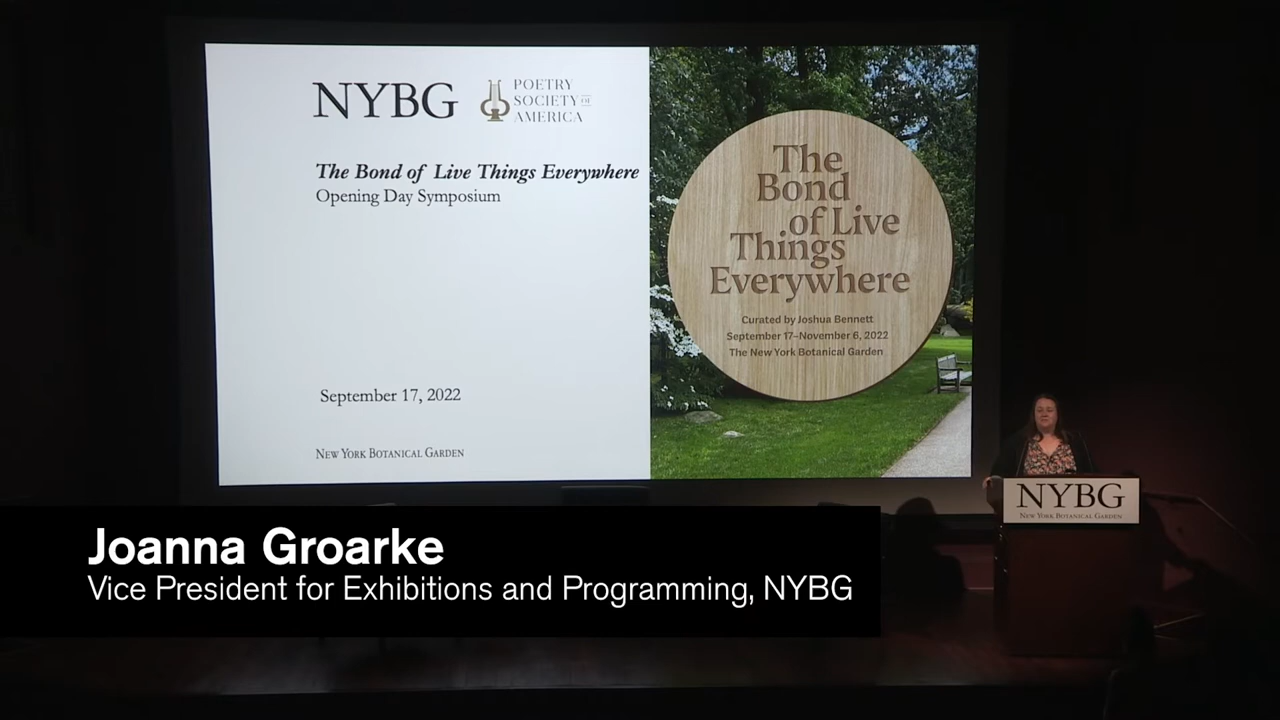 NYBG
POETRY
SOCIETY OF
AMERICA
The Bond of Live Things Everywhere
Opening Day Symposium
September 17, 2022
NEW YORK BOTANICAL GARDEN
The
Bond
of Live
Things
Everywhere
Curated by Joshua Bennett
September 17–November 6, 2022
The New York Botanical Garden
NYBG
NEW YORK BOTANICAL GARDEN
Joanna Groarke
Vice President for Exhibitions and Programming, NYBG